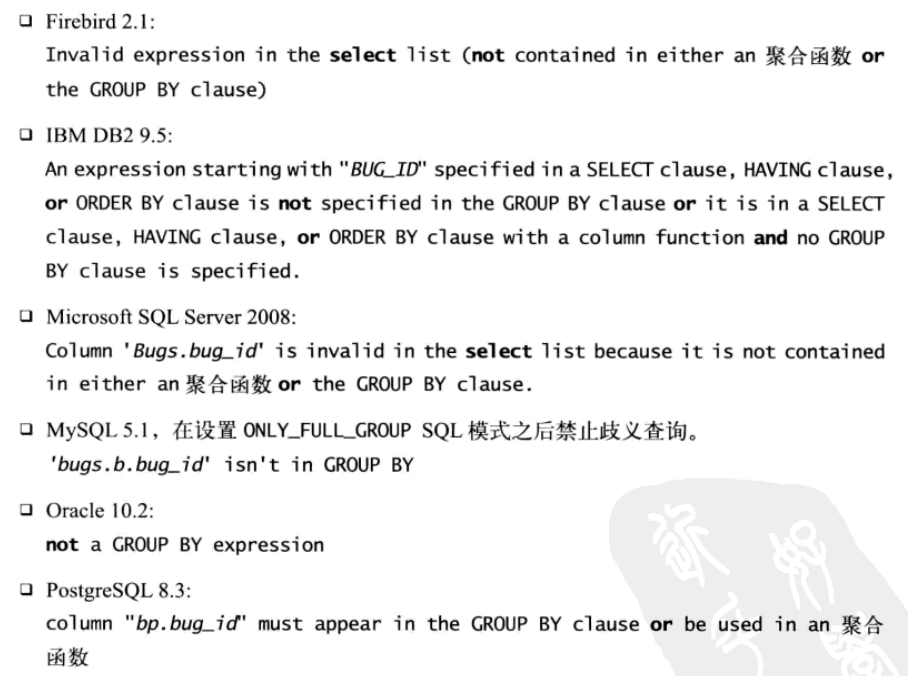 ❑ Firebird 2.1:
Invalid expression in the select list (not contained in either an 聚合函数 or
the GROUP BY clause)
❑ IBM DB2 9.5:
An expression starting with "BUG_ID" specified in a SELECT clause, HAVING clause,
or ORDER BY clause is not specified in the GROUP BY clause or it is in a SELECT
clause, HAVING clause, or ORDER BY clause with a column function and no GROUP
BY clause is specified.
❑ Microsoft SQL Server 2008:
Column 'Bugs.bug_id' is invalid in the select list because it is not contained
in either an 聚合函数 or the GROUP BY clause.
❑ MySQL 5.1，在设置 ONLY_FULL_GROUP SQL 模式之后禁止歧义查询。
'bugs.b.bug_id' isn't in GROUP BY
❑ Oracle 10.2:
not a GROUP BY expression
❑ PostgreSQL 8.3:
column "bp.bug_id" must appear in the GROUP BY clause or be used in an 聚合
函数